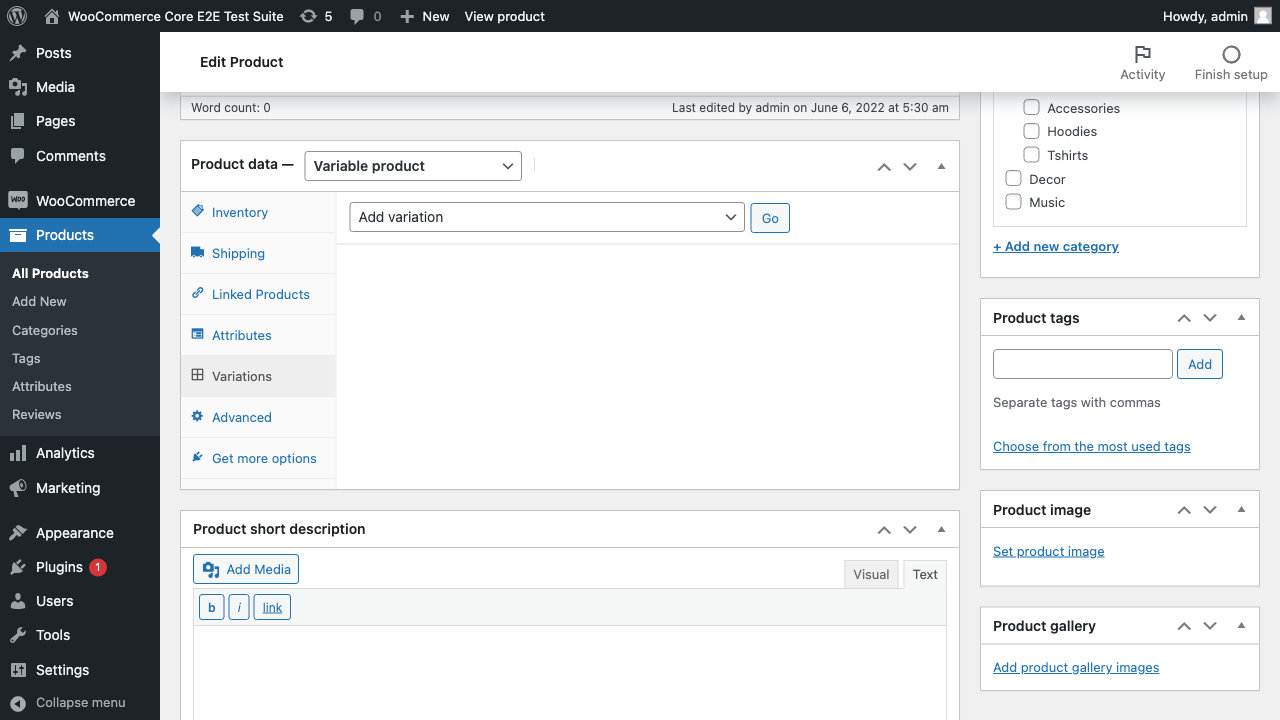 WooCommerce Core E2E Test Suite 5 0 New View product Howdy, admin
Posts
Media
Pages
Comments
WOO WooCommerce
Products
All Products
Add New
Categories
Tags
Attributes
Reviews
Analytics
Marketing
Appearance
Plugins 1
Users
Tools
Settings
Collapse menu
Edit Product
Activity
Finish setup
Word count: 0 Last edited by admin on June 6, 2022 at 5:30 am
Product data — Variable product
Inventory
Shipping
Linked Products
Attributes
Variations
Advanced
Get more options
Add variation Go
Product short description
Add Media
Visual Text
b i link
Accessories
Hoodies
Tshirts
Decor
Music
+ Add new category
Product tags
Add
Separate tags with commas
Choose from the most used tags
Product image
Set product image
Product gallery
Add product gallery images